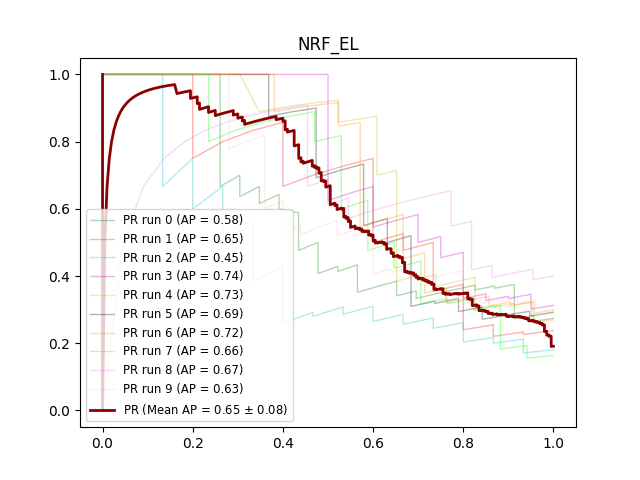 NRF_EL
1.0
0.8
0.6
0.4
0.2
0.0
PR run 0 (AP = 0.58)
PR run 1 (AP = 0.65)
PR run 2 (AP = 0.45)
PR run 3 (AP = 0.74)
PR run 4 (AP = 0.73)
PR run 5 (AP = 0.69)
PR run 6 (AP = 0.72)
PR run 7 (AP = 0.66)
PR run 8 (AP = 0.67)
PR run 9 (AP = 0.63)
PR (Mean AP = 0.65 ± 0.08)
0.0 0.2 0.4 0.6 0.8 1.0